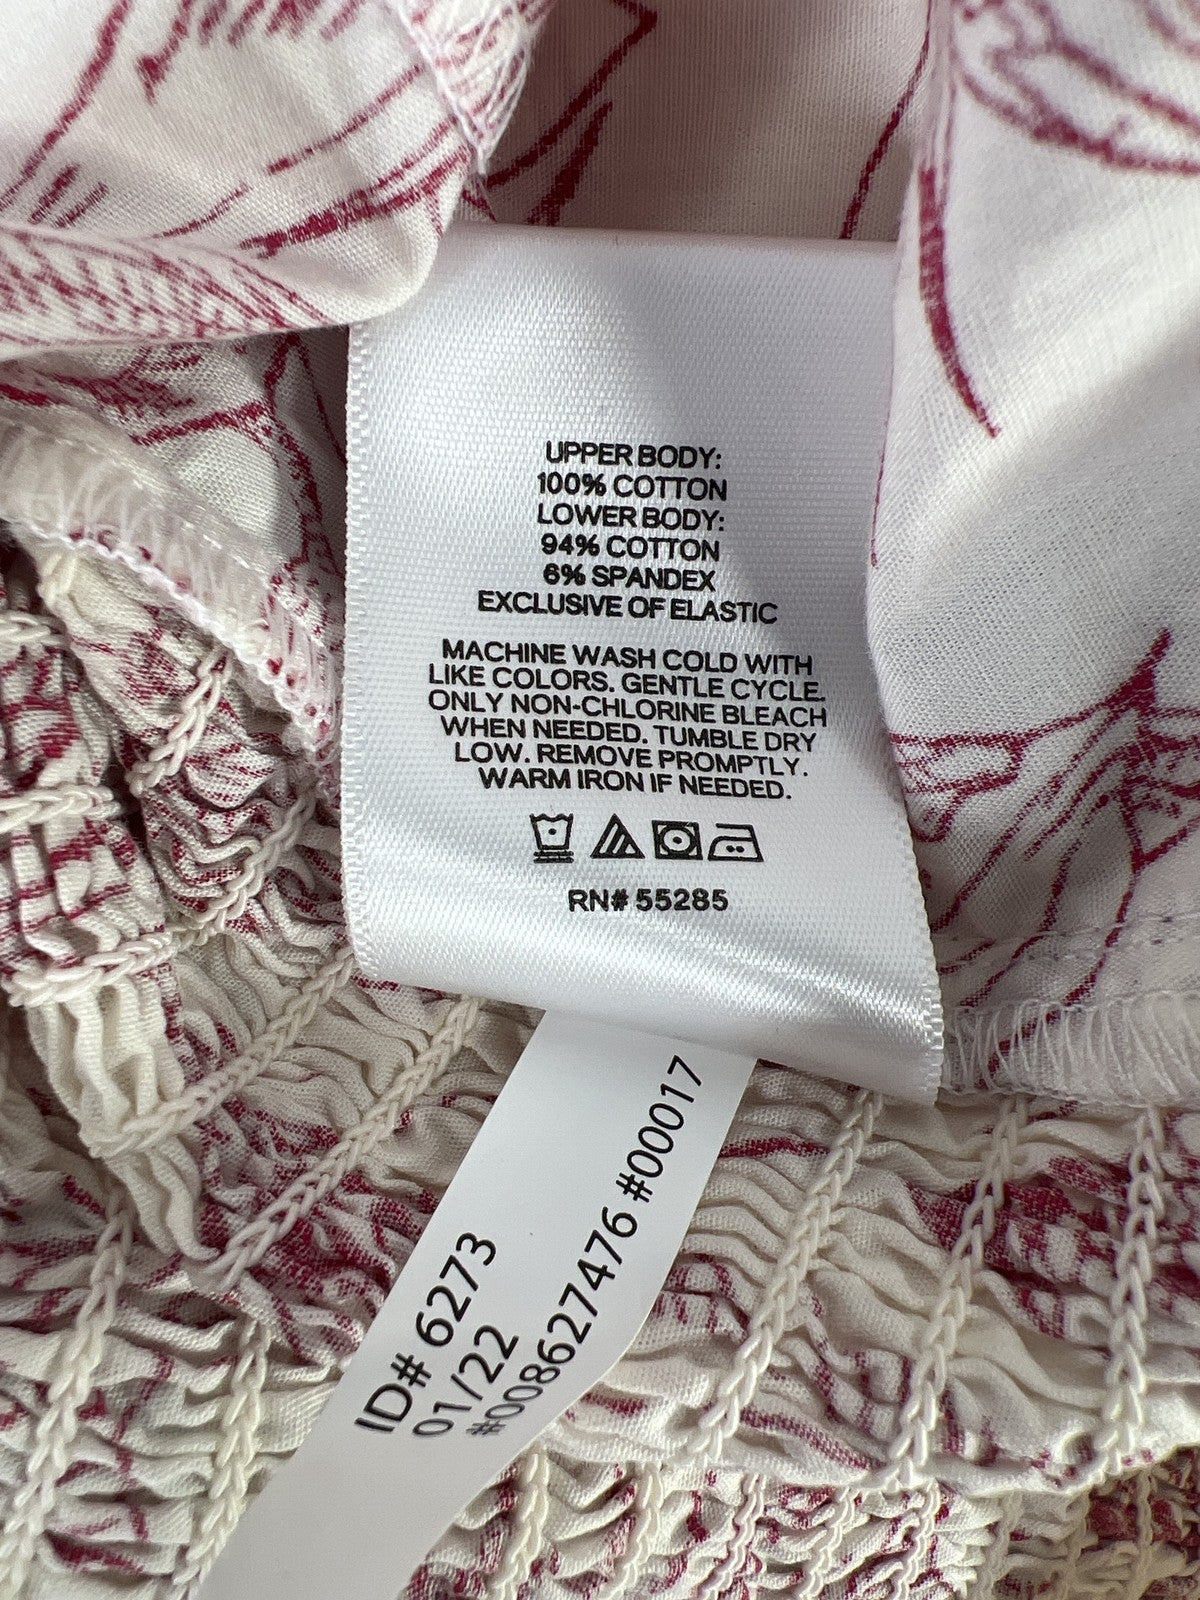 UPPER BODY:
100% COTTON
LOWER BODY:
94% COTTON
6% SPANDEX
EXCLUSIVE OF ELASTIC
MACHINE WASH COLD WITH
LIKE COLORS. GENTLE CYCLE.
ONLY NON-CHLORINE BLEACH
WHEN NEEDED. TUMBLE DRY
LOW. REMOVE PROMPTLY.
WARM IRON IF NEEDED.
RN# 55285
ID# 6273
01/22
#008627476 #00017